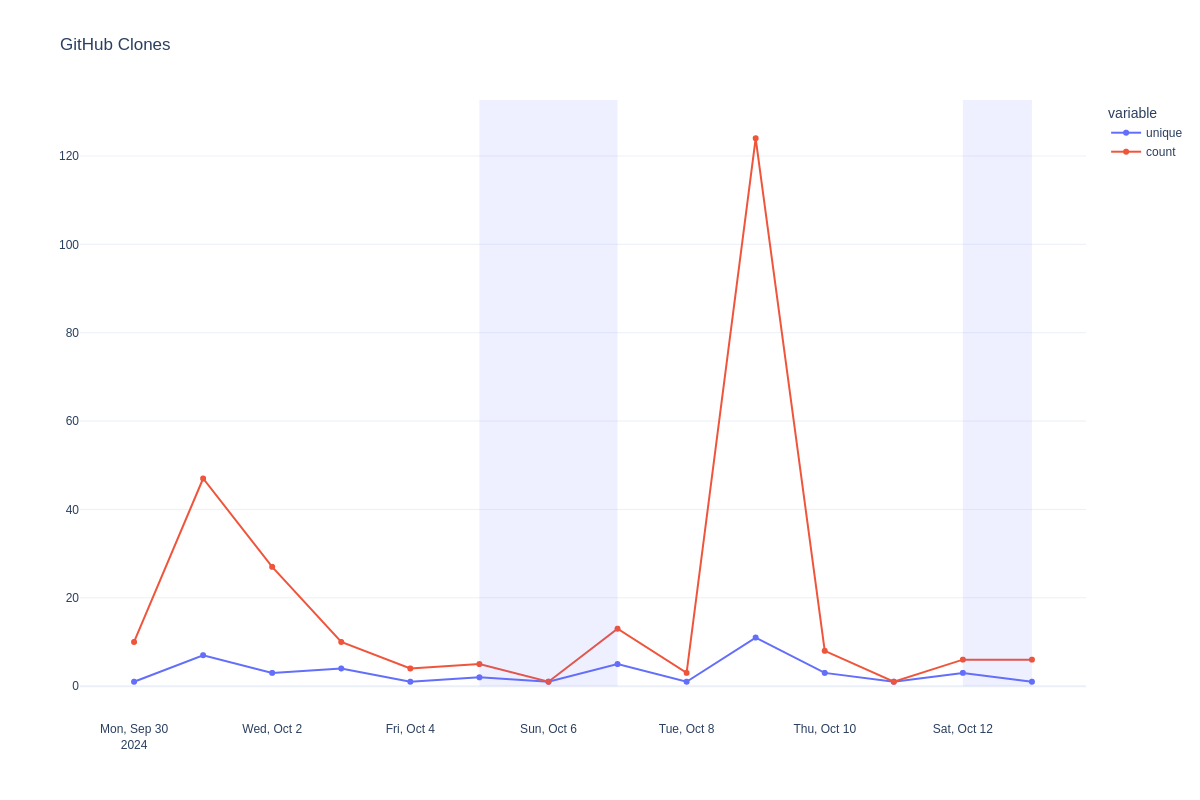 GitHub Clones
variable
unique
count
120
100
80
60
40
20
0
Mon, Sep 30
2024
Wed, Oct 2
Fri, Oct 4
Sun, Oct 6
Tue, Oct 8
Thu, Oct 10
Sat, Oct 12